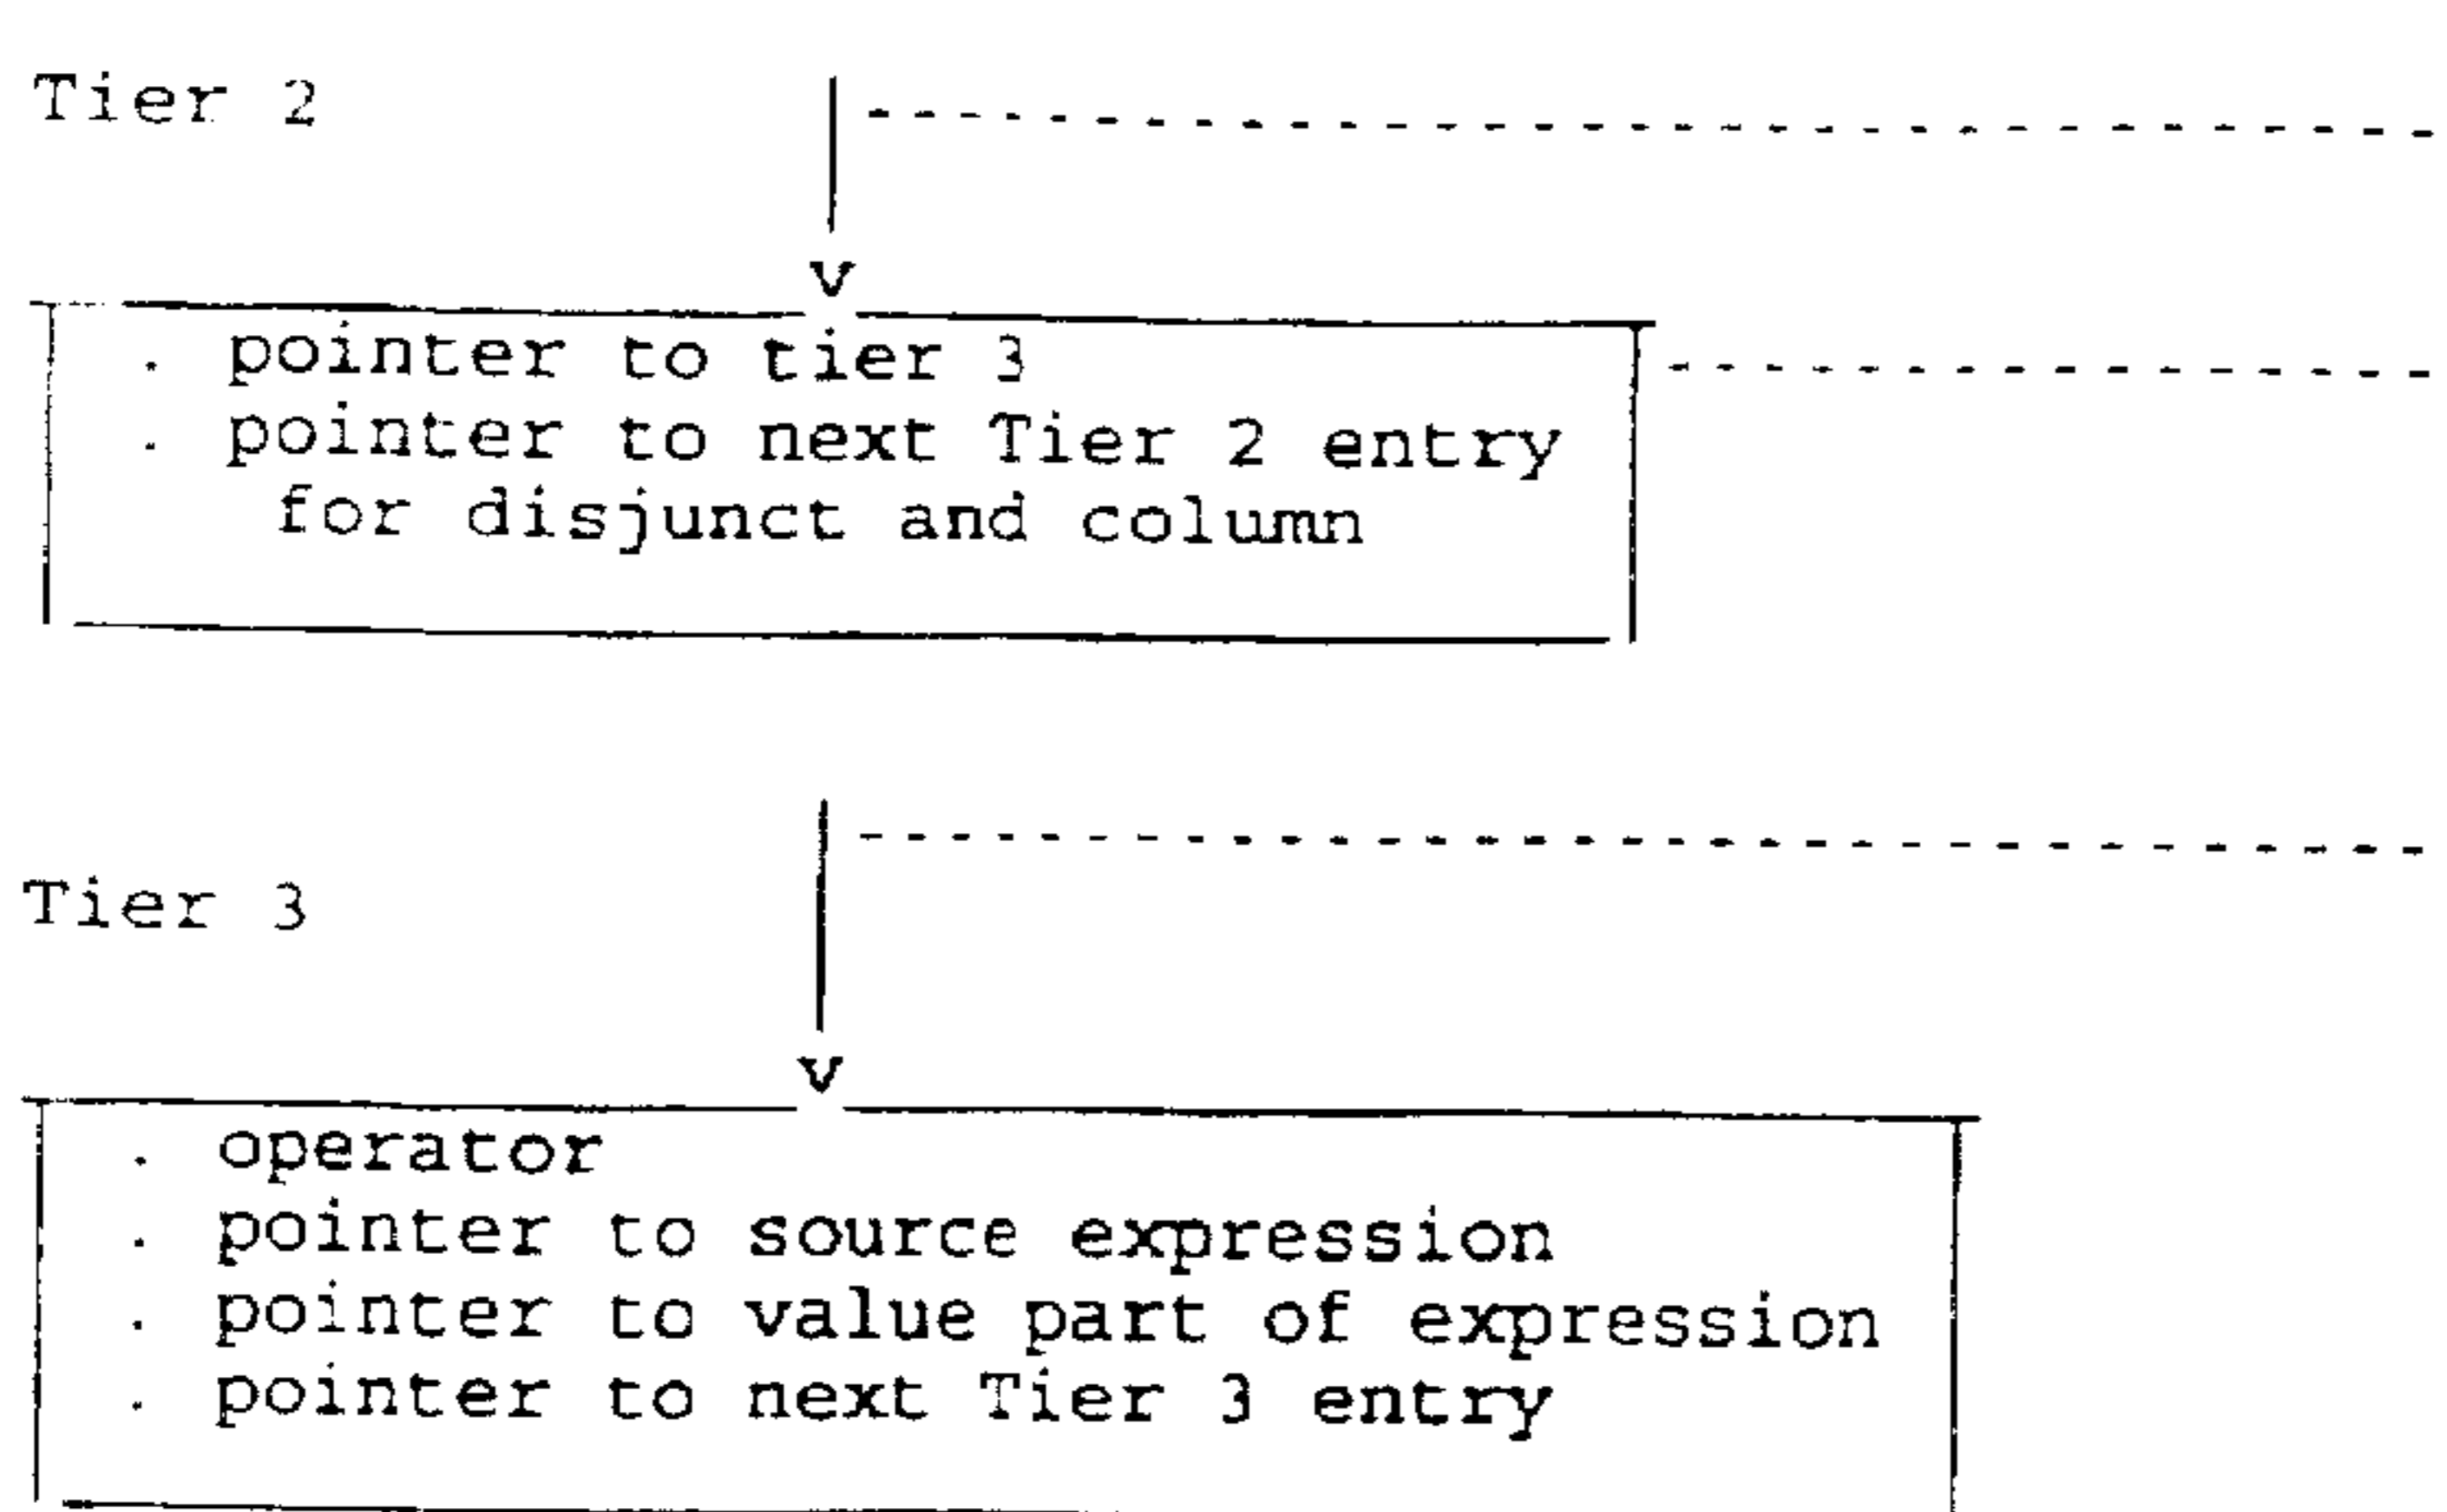 Tier 2
v
. pointer to tier 3
. pointer to next Tier 2 entry
for disjunct and column
Tier 3
v
. operator
. pointer to source expression
. pointer to value part of expression
. pointer to next Tier 3 entry